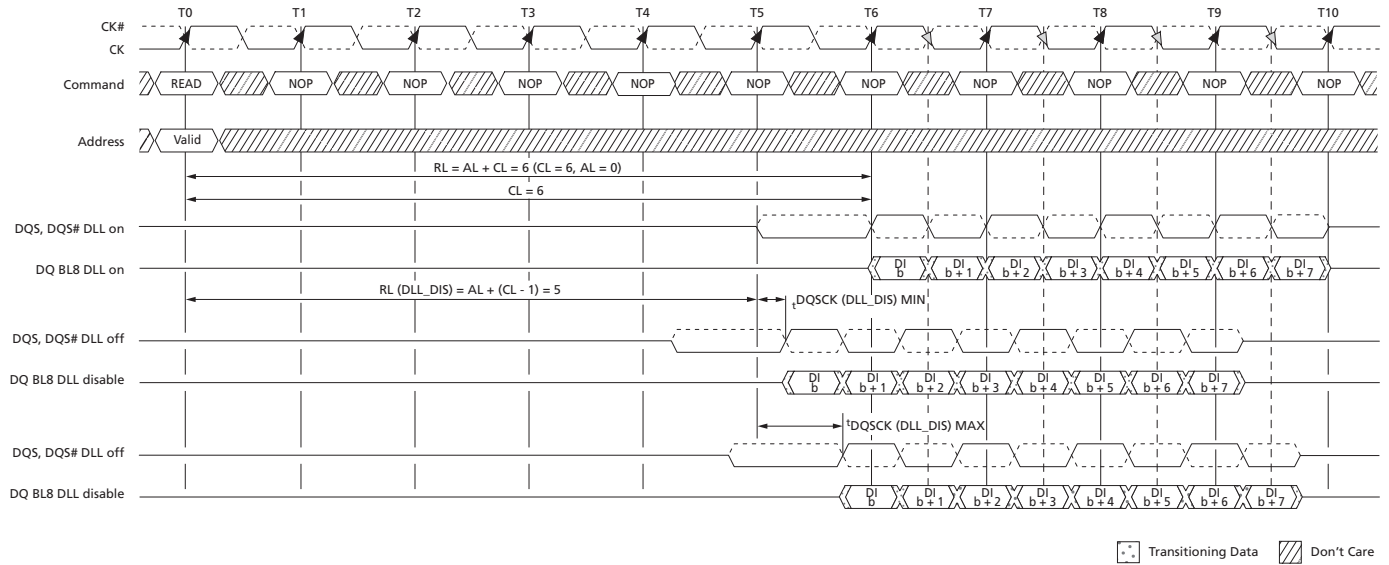 T0 T1 T2 T3 T4 T5 T6 T7 T8 T9 T10
CK#
CK
Command READ NOP NOP NOP NOP NOP NOP NOP NOP NOP NOP
Address Valid
RL = AL + CL = 6 (CL = 6, AL = 0)
CL = 6
DQS, DQS# DLL on
DQ BL8 DLL on DI b DI b + 1 DI b + 2 DI b + 3 DI b + 4 DI b + 5 DI b + 6 DI b + 7
RL (DLL_DIS) = AL + (CL - 1) = 5
tDQSCK (DLL_DIS) MIN
DQS, DQS# DLL off
DQ BL8 DLL disable DI b DI b + 1 DI b + 2 DI b + 3 DI b + 4 DI b + 5 DI b + 6 DI b + 7
tDQSCK (DLL_DIS) MAX
DQS, DQS# DLL off
DQ BL8 DLL disable DI b DI b + 1 DI b + 2 DI b + 3 DI b + 4 DI b + 5 DI b + 6 DI b + 7
Transitioning Data Don't Care